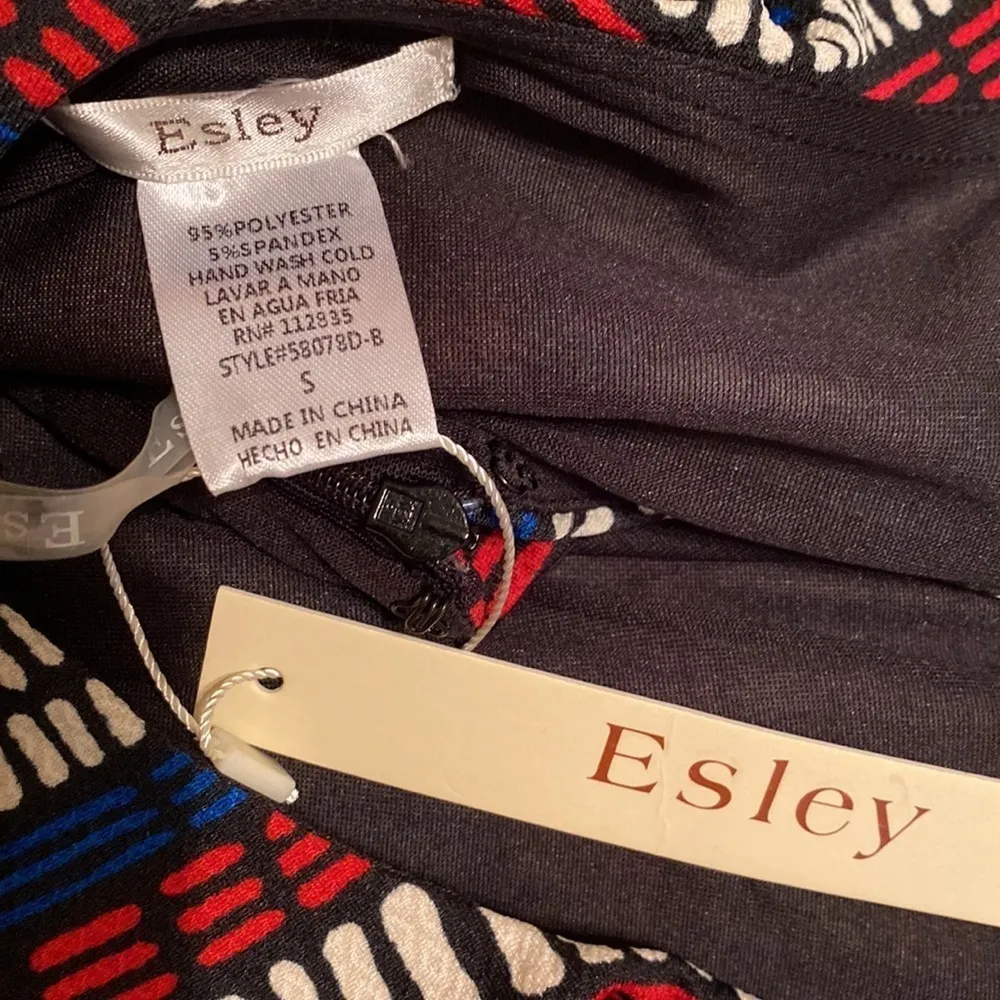 Esley
S
95%POLYESTER
5%SPANDEX
HAND WASH COLD
LAVAR A MANO
EN AGUA FRIA
RN# 112835
STYLE#58078D-B
S
MADE IN CHINA
HECHO EN CHINA
Es
Esley